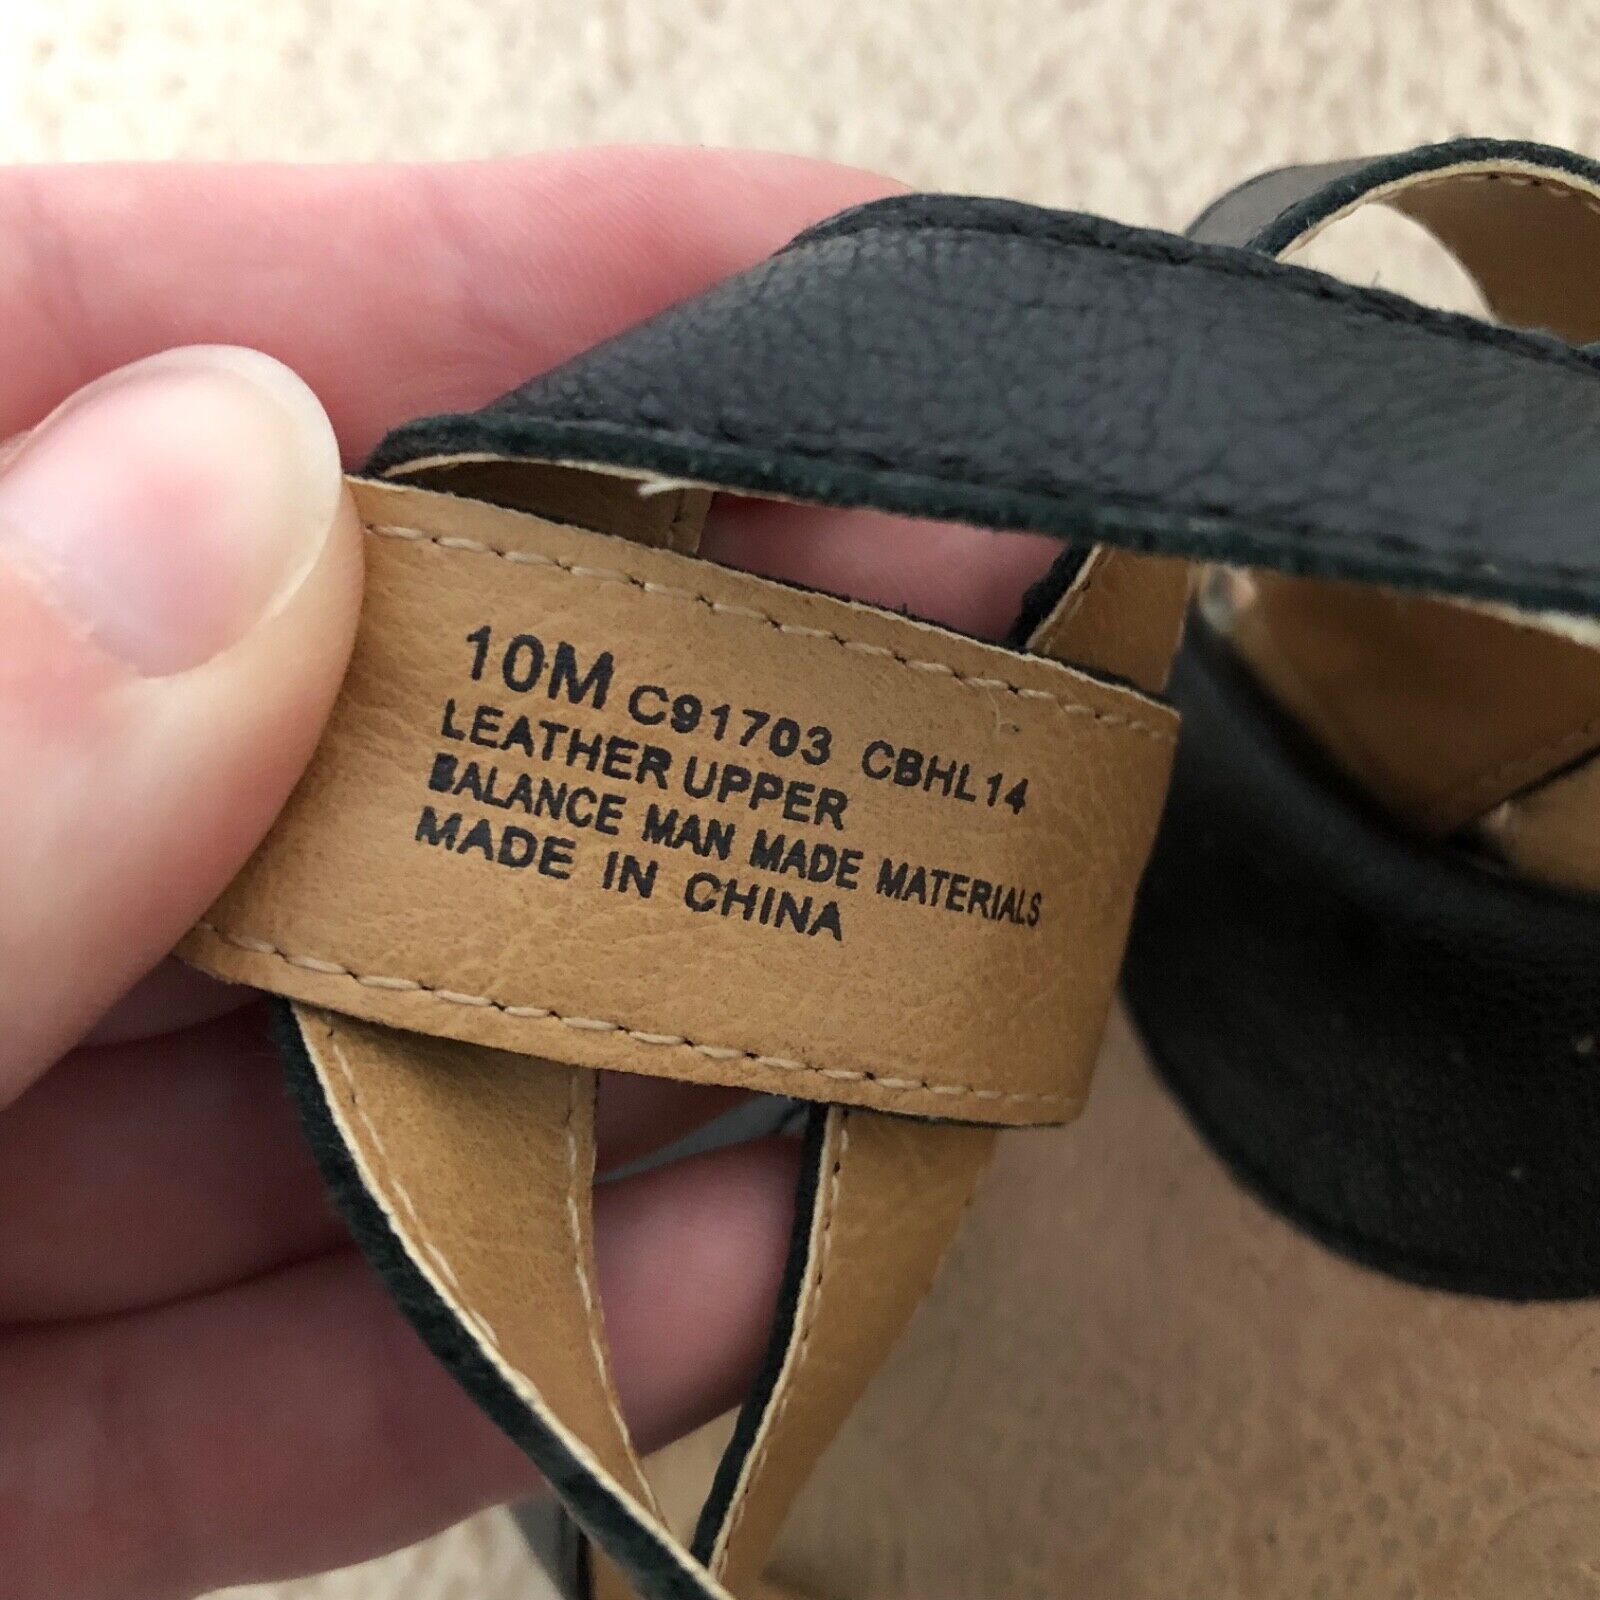 10M C91703 CBHL14
LEATHER UPPER
BALANCE MAN MADE MATERIALS
MADE IN CHINA